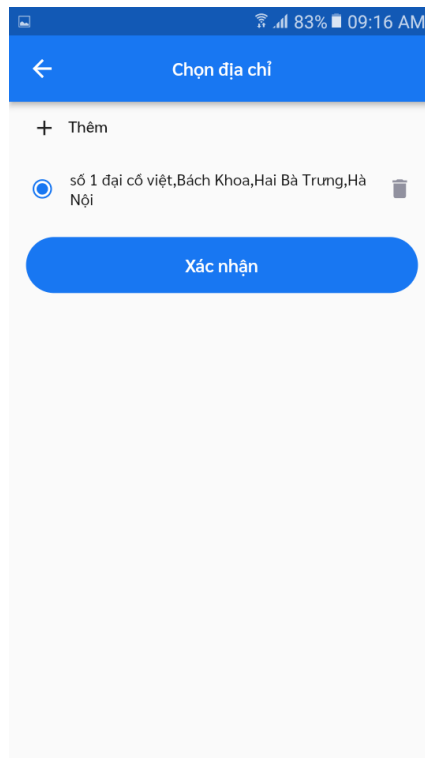 83% 09:16 AM
Chọn địa chỉ
Thêm
số 1 đại cồ việt,Bách Khoa,Hai Bà Trưng,Hà
Nội
Xác nhận